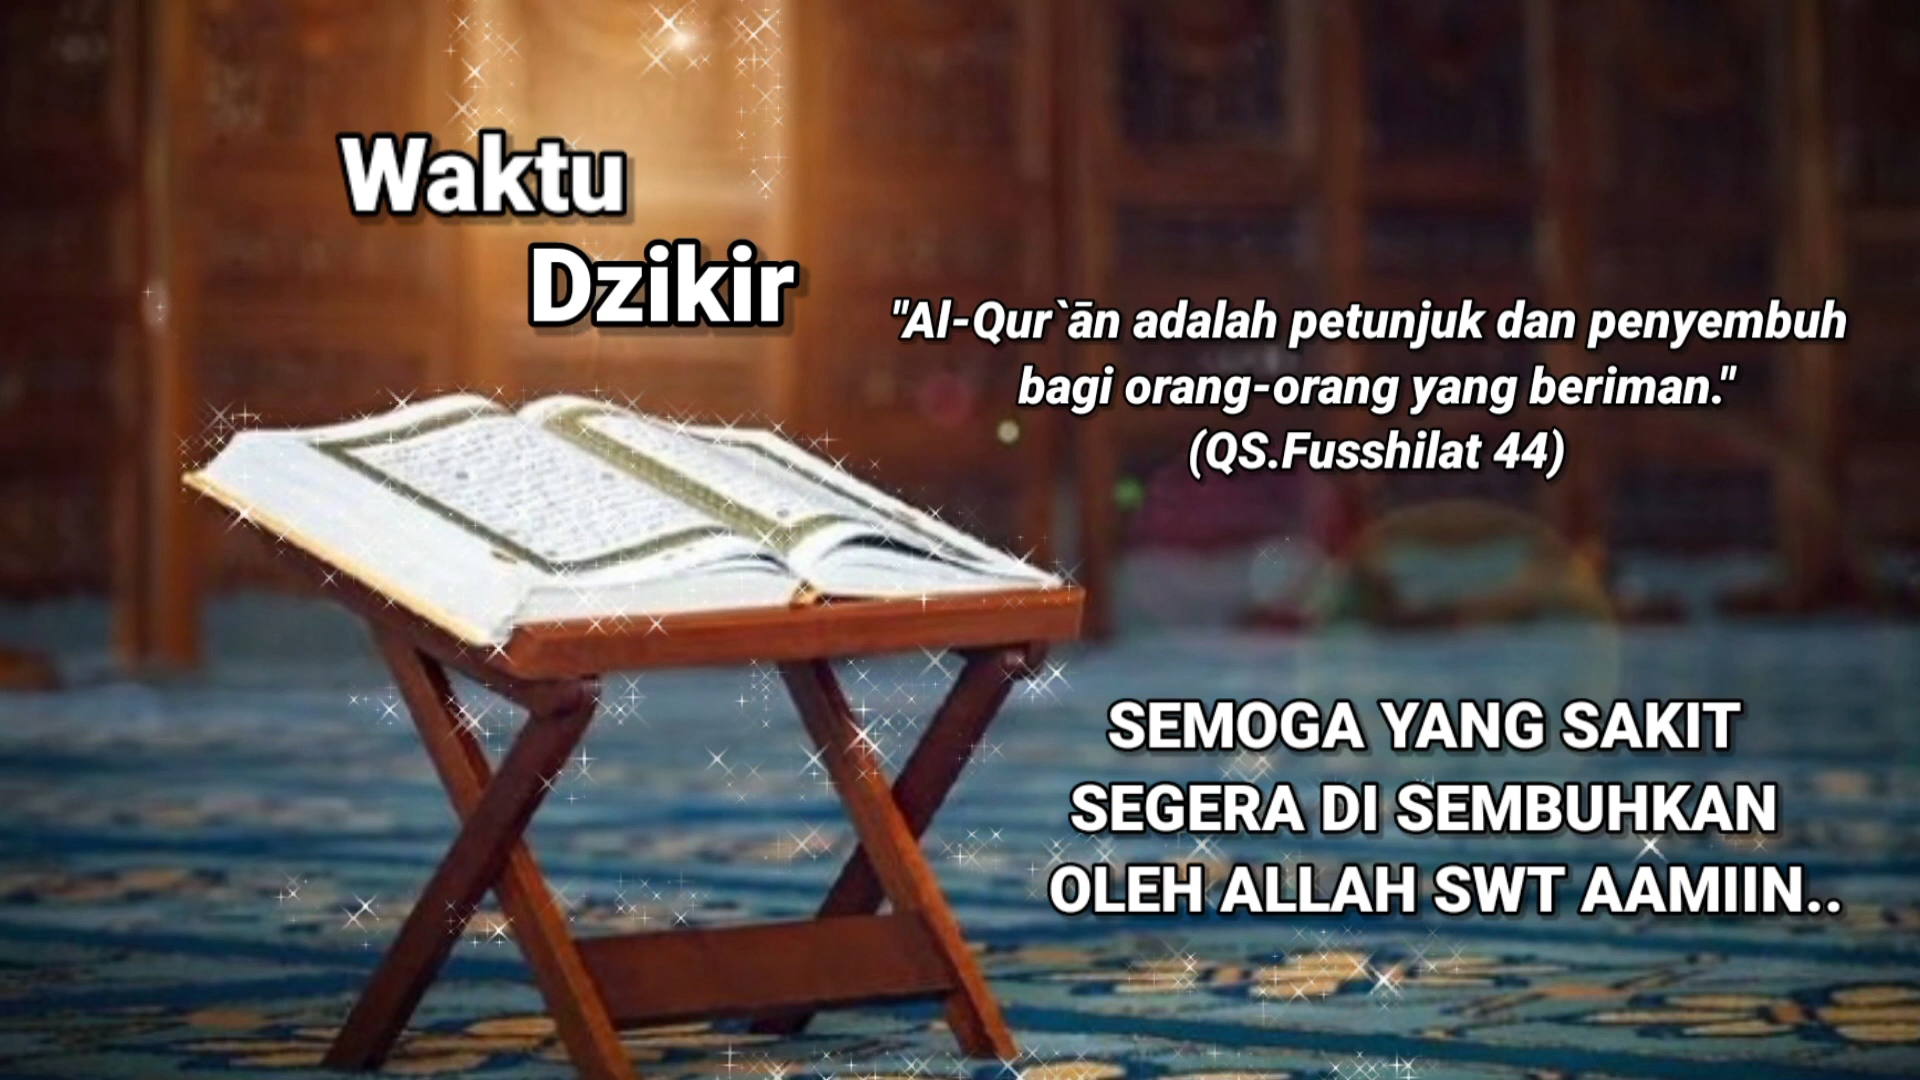 Waktu
Dzikir
"Al-Qur`ān adalah petunjuk dan penyembuh
bagi orang-orang yang beriman."
(QS.Fusshilat 44)
SEMOGA YANG SAKIT
SEGERA DI SEMBUHKAN
OLEH ALLAH SWT AAMIIN..